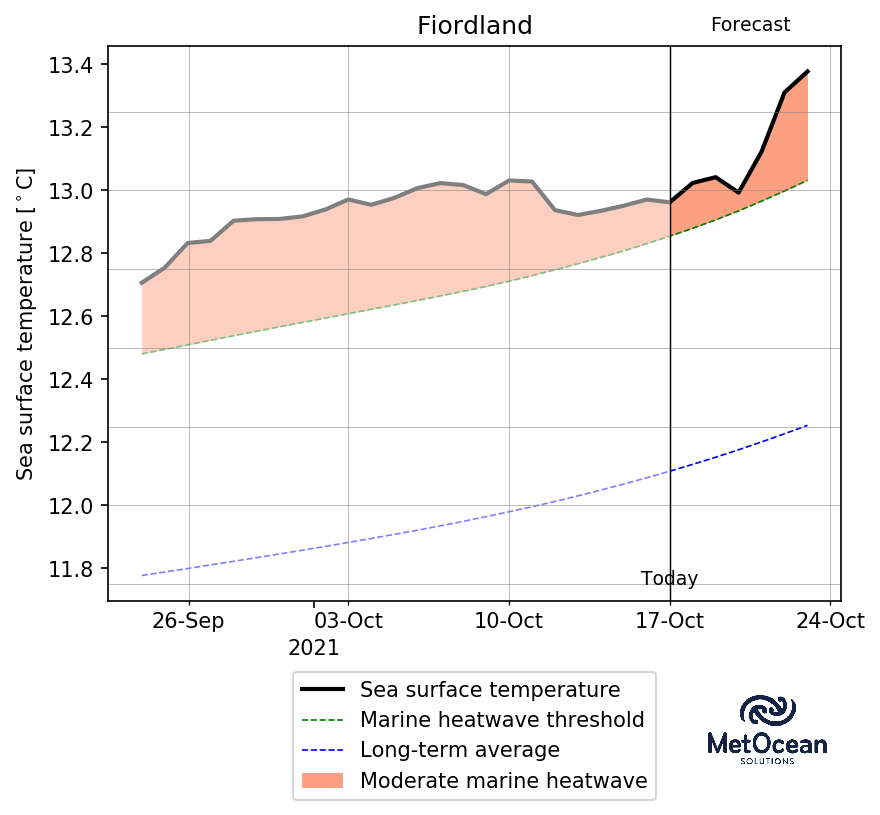 Fiordland
Forecast
Sea surface temperature [°C]
13.4
13.2
13.0
12.8
12.6
12.4
12.2
12.0
11.8
Today
26-Sep 03-Oct 10-Oct 17-Oct 24-Oct
2021
Sea surface temperature
Marine heatwave threshold
Long-term average
Moderate marine heatwave
MetOcean
SOLUTIONS